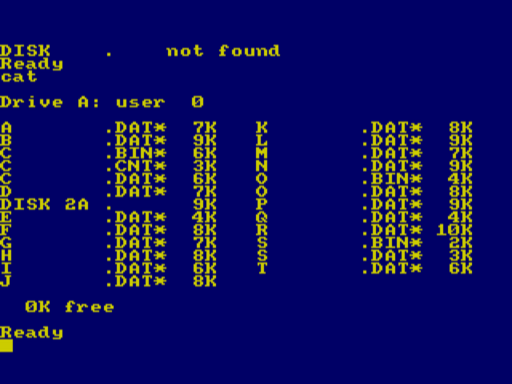 DISK . not found
Ready
cat
Drive A: user 0
A .DAT* 7K K .DAT* 8K
B .DAT* 9K L .DAT* 9K
C .BIN* 6K M .DAT* 7K
C .CNT* 3K N .DAT* 9K
C .DAT* 6K O .BIN* 4K
D .DAT* 7K O .DAT* 8K
DISK 2A . 9K P .DAT* 9K
E .DAT* 4K Q .DAT* 4K
F .DAT* 8K R .DAT* 10K
G .DAT* 7K S .BIN* 2K
H .DAT* 8K S .DAT* 3K
I .DAT* 6K T .DAT* 6K
J .DAT* 8K
0K free
Ready